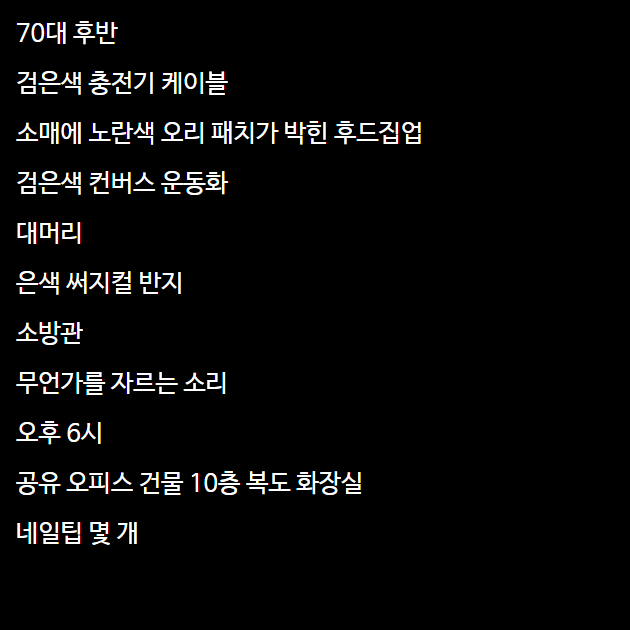 70대 후반
검은색 충전기 케이블
소매에 노란색 오리 패치가 박힌 후드집업
검은색 컨버스 운동화
대머리
은색 써지컬 반지
소방관
무언가를 자르는 소리
오후 6시
공유 오피스 건물 10층 복도 화장실
네일팁 몇 개